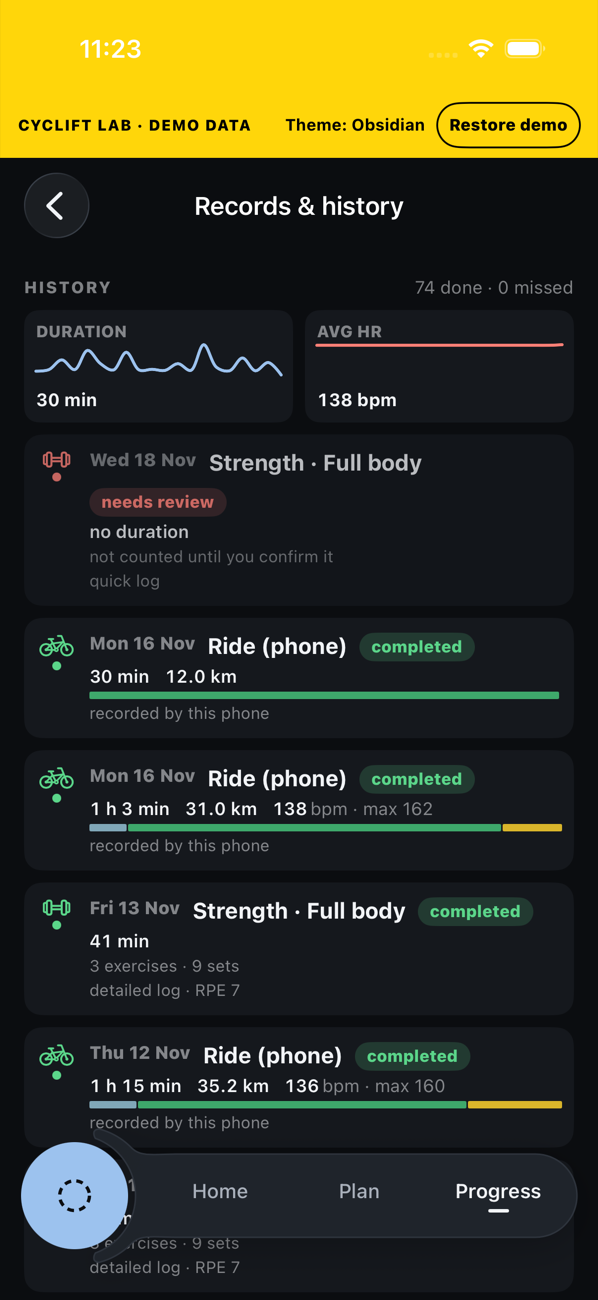 11:23
CYCLIFT LAB · DEMO DATA Theme: Obsidian Restore demo
Records & history
HISTORY 74 done · 0 missed
DURATION
30 min
AVG HR
138 bpm
Wed 18 Nov Strength · Full body
needs review
no duration
not counted until you confirm it
quick log
Mon 16 Nov Ride (phone) completed
30 min 12.0 km
recorded by this phone
Mon 16 Nov Ride (phone) completed
1 h 3 min 31.0 km 138 bpm · max 162
recorded by this phone
Fri 13 Nov Strength · Full body completed
41 min
3 exercises · 9 sets
detailed log · RPE 7
Thu 12 Nov Ride (phone) completed
1 h 15 min 35.2 km 136 bpm · max 160
recorded by this phone
Home Plan Progress
exercises · 9 sets
detailed log · RPE 7